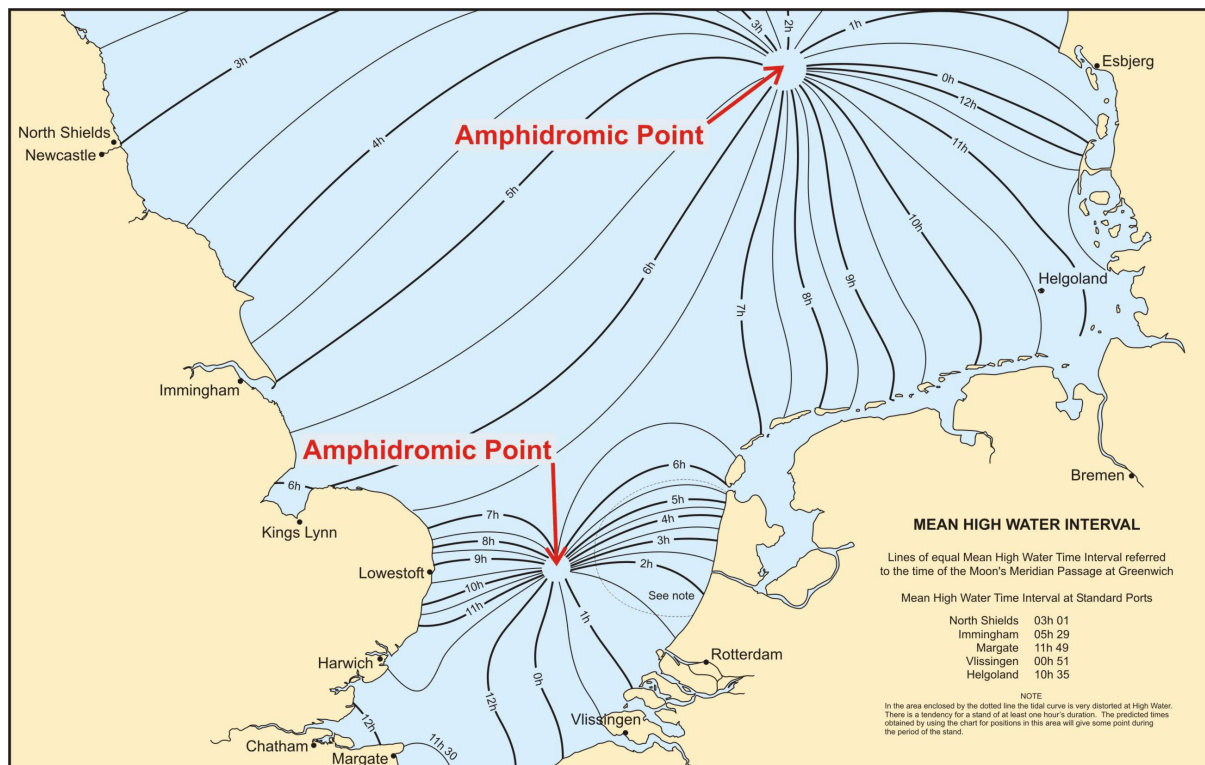 3h
2h
1h
3h
Esbjerg
0h
12h
North Shields
Newcastle
Amphidromic Point
4h
11h
5h
10h
6h
9h
8h
7h
Helgoland
Immingham
Amphidromic Point
6h
6h
5h
4h
3h
2h
See note
Kings Lynn
7h
8h
9h
Lowestoft
10h
11h
1h
Bremen
Harwich
Rotterdam
12h
0h
Vlissingen
12h
11h 30
Chatham
Margate
MEAN HIGH WATER INTERVAL
Lines of equal Mean High Water Time Interval referred
to the time of the Moon's Meridian Passage at Greenwich
Mean High Water Time Interval at Standard Ports
North Shields 03h 01
Immingham 05h 29
Margate 11h 49
Vlissingen 00h 51
Helgoland 10h 35
NOTE
In the area enclosed by the dotted line the tidal curve is very distorted at High Water.
There is a tendency for a stand of at least one hour's duration. The predicted times
obtained by using the chart for positions in this area will give some point during
the period of the stand.